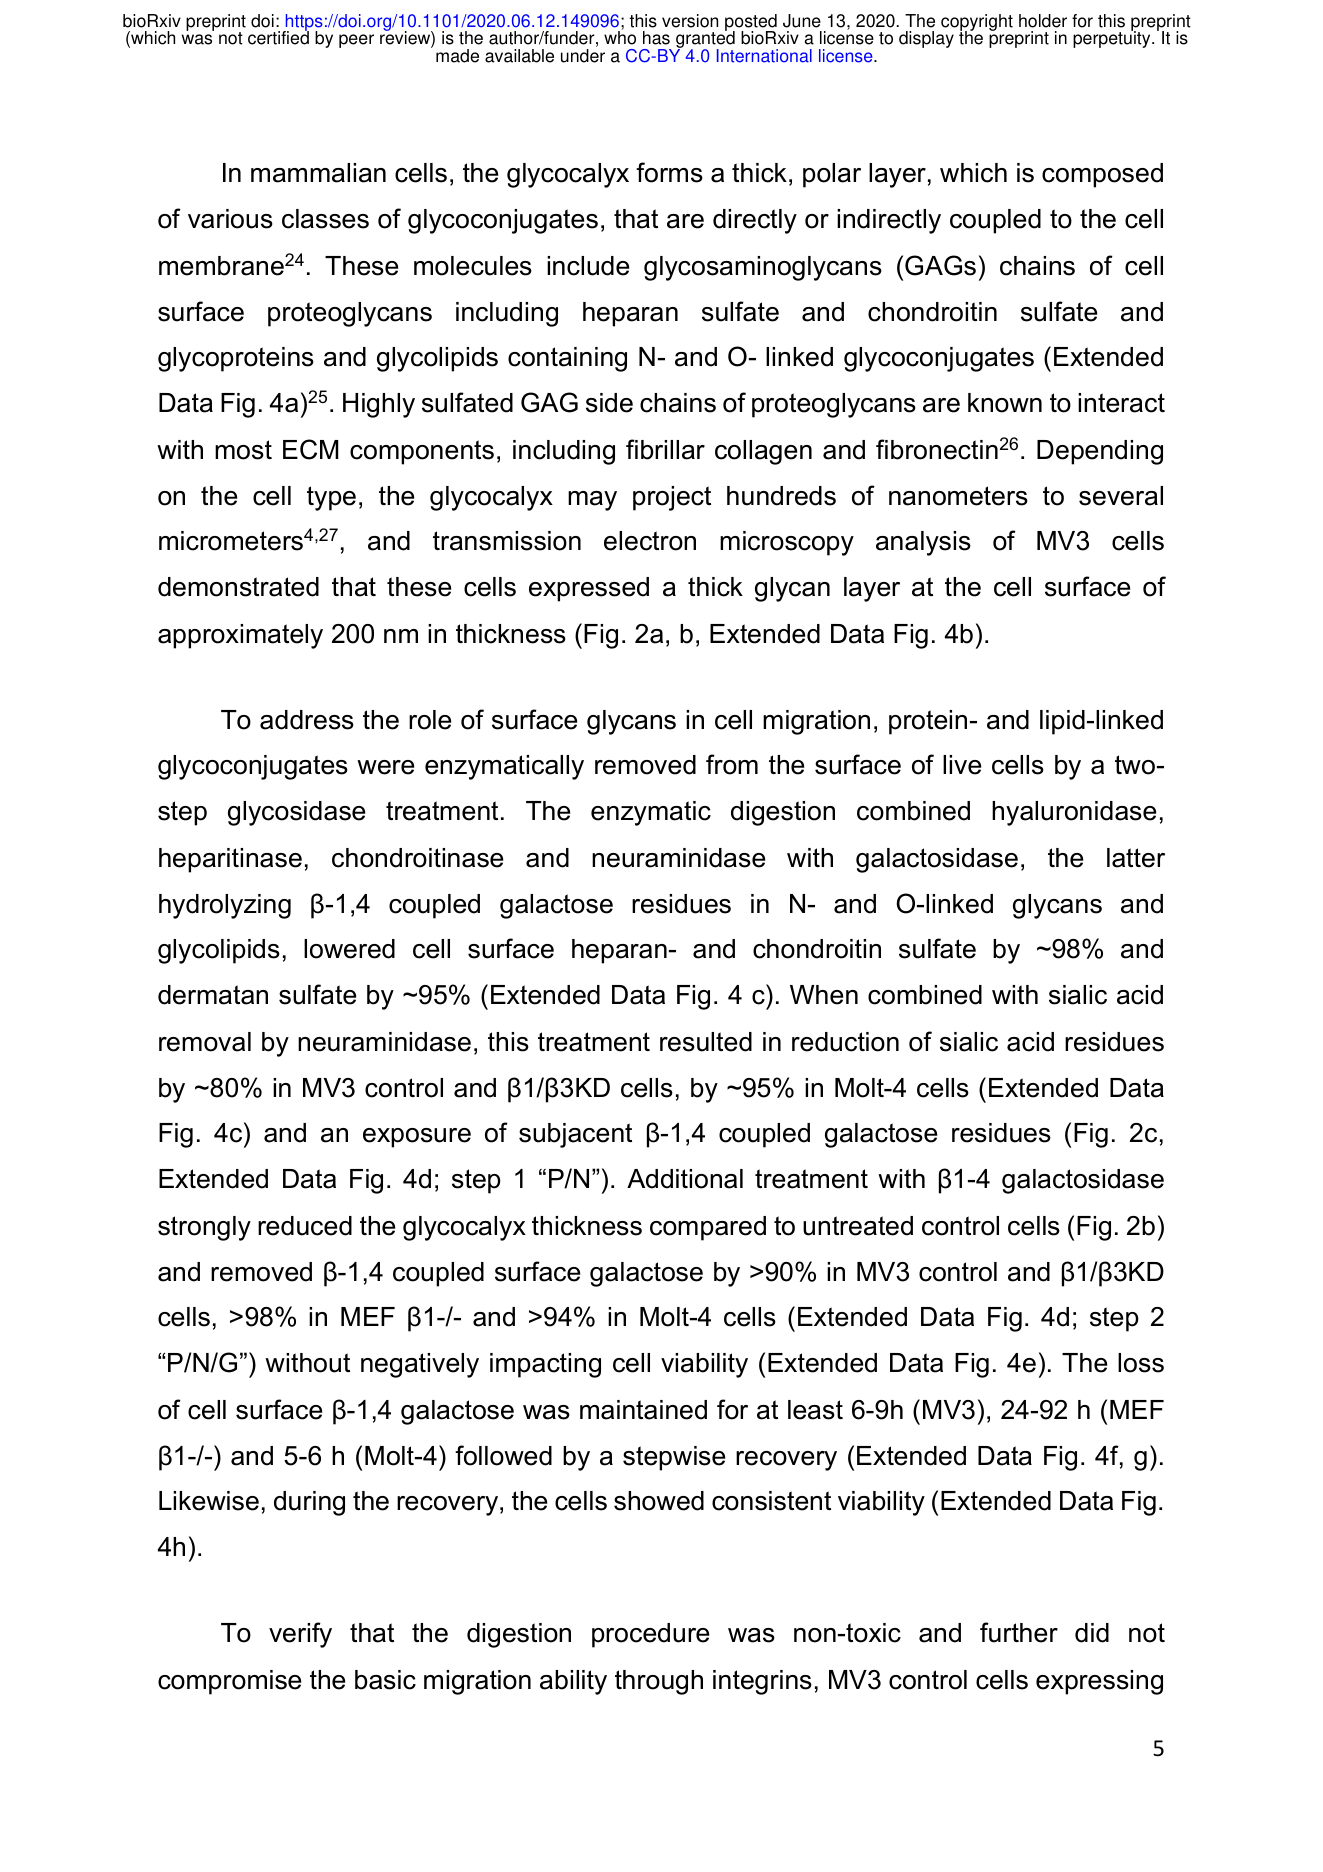 bioRxiv preprint doi: https://doi.org/10.1101/2020.06.12.149096; this version posted June 13, 2020. The copyright holder for this preprint
(which was not certified by peer review) is the author/funder, who has granted bioRxiv a license to display the preprint in perpetuity. It is
made available under a CC-BY 4.0 International license.
In mammalian cells, the glycocalyx forms a thick, polar layer, which is composed
of various classes of glycoconjugates, that are directly or indirectly coupled to the cell
membrane24. These molecules include glycosaminoglycans (GAGs) chains of cell
surface proteoglycans including heparan sulfate and chondroitin sulfate and
glycoproteins and glycolipids containing N- and O- linked glycoconjugates (Extended
Data Fig. 4a)25. Highly sulfated GAG side chains of proteoglycans are known to interact
with most ECM components, including fibrillar collagen and fibronectin26. Depending
on the cell type, the glycocalyx may project hundreds of nanometers to several
micrometers4,27, and transmission electron microscopy analysis of MV3 cells
demonstrated that these cells expressed a thick glycan layer at the cell surface of
approximately 200 nm in thickness (Fig. 2a, b, Extended Data Fig. 4b).
To address the role of surface glycans in cell migration, protein- and lipid-linked
glycoconjugates were enzymatically removed from the surface of live cells by a two-
step glycosidase treatment. The enzymatic digestion combined hyaluronidase,
heparitinase, chondroitinase and neuraminidase with galactosidase, the latter
hydrolyzing β-1,4 coupled galactose residues in N- and O-linked glycans and
glycolipids, lowered cell surface heparan- and chondroitin sulfate by ~98% and
dermatan sulfate by ~95% (Extended Data Fig. 4 c). When combined with sialic acid
removal by neuraminidase, this treatment resulted in reduction of sialic acid residues
by ~80% in MV3 control and β1/β3KD cells, by ~95% in Molt-4 cells (Extended Data
Fig. 4c) and an exposure of subjacent β-1,4 coupled galactose residues (Fig. 2c,
Extended Data Fig. 4d; step 1 “P/N”). Additional treatment with β1-4 galactosidase
strongly reduced the glycocalyx thickness compared to untreated control cells (Fig. 2b)
and removed β-1,4 coupled surface galactose by >90% in MV3 control and β1/β3KD
cells, >98% in MEF β1-/- and >94% in Molt-4 cells (Extended Data Fig. 4d; step 2
“P/N/G”) without negatively impacting cell viability (Extended Data Fig. 4e). The loss
of cell surface β-1,4 galactose was maintained for at least 6-9h (MV3), 24-92 h (MEF
β1-/-) and 5-6 h (Molt-4) followed by a stepwise recovery (Extended Data Fig. 4f, g).
Likewise, during the recovery, the cells showed consistent viability (Extended Data Fig.
4h).
To verify that the digestion procedure was non-toxic and further did not
compromise the basic migration ability through integrins, MV3 control cells expressing
5